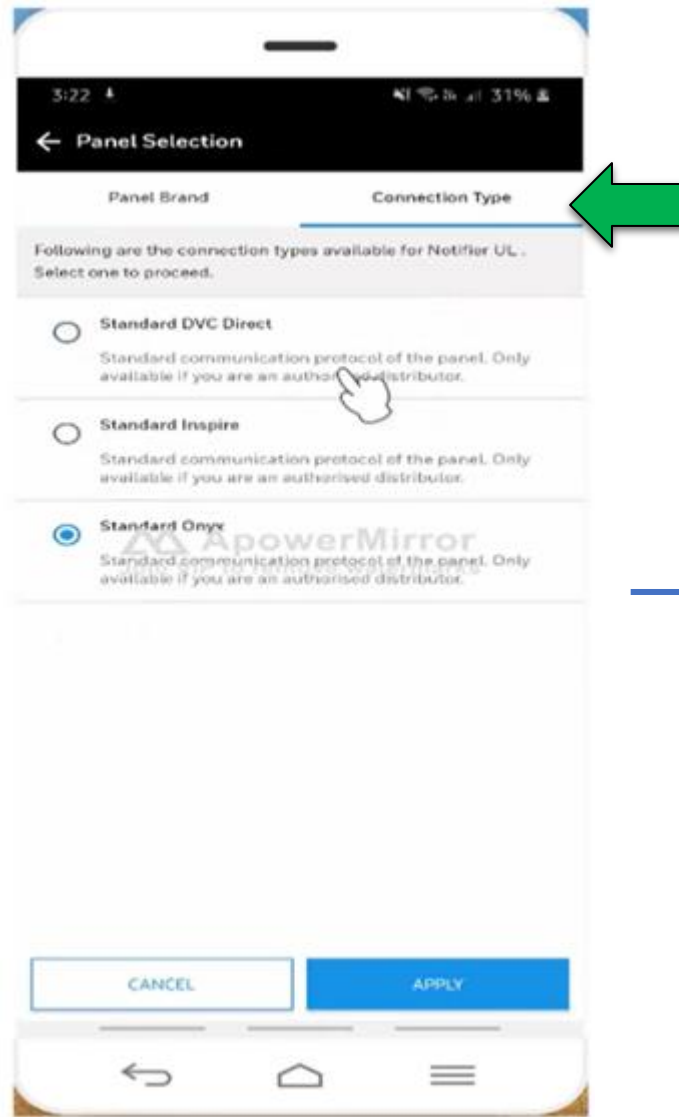 3:22
31%
Panel Selection
Panel Brand
Connection Type
Following are the connection types available for Notifier UL .
Select one to proceed.
Standard DVC Direct
Standard communication protocol of the panel. Only
available if you are an authorised distributor.
Standard Inspire
Standard communication protocol of the panel. Only
available if you are an authorised distributor.
Standard Onyx
ApowerMirror
Standard communication protocol of the panel. Only
available if you are an authorised distributor.
CANCEL
APPLY